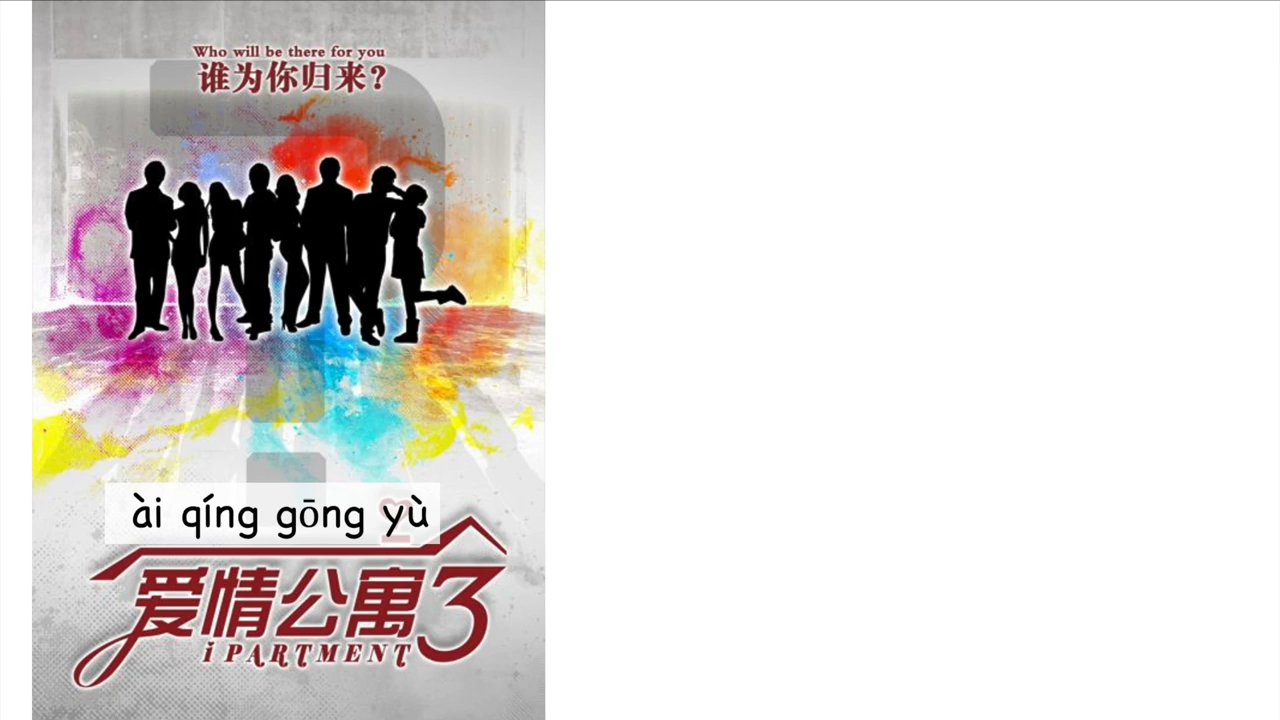 Who will be there for you
谁为你归来?
ài qíng gōng yù
爱情公寓3
iPARTMENT